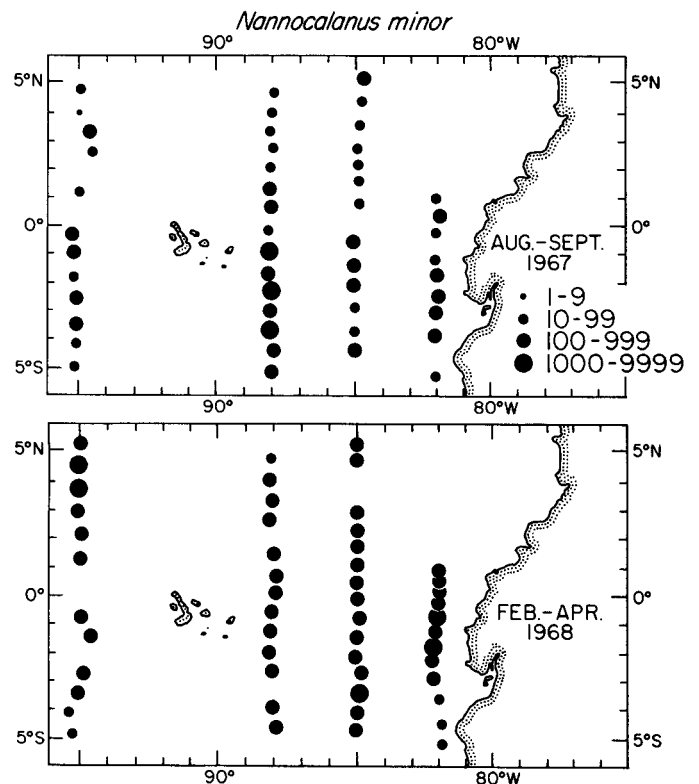 Nannocalanus minor
90° 80°W
5°N 5°N
0° 0°
AUG.-SEPT.
1967
1-9
10-99
100-999
1000-9999
5°S 5°S
90° 80°W
5°N 5°N
0° 0°
FEB.-APR.
1968
5°S 5°S
90° 80°W